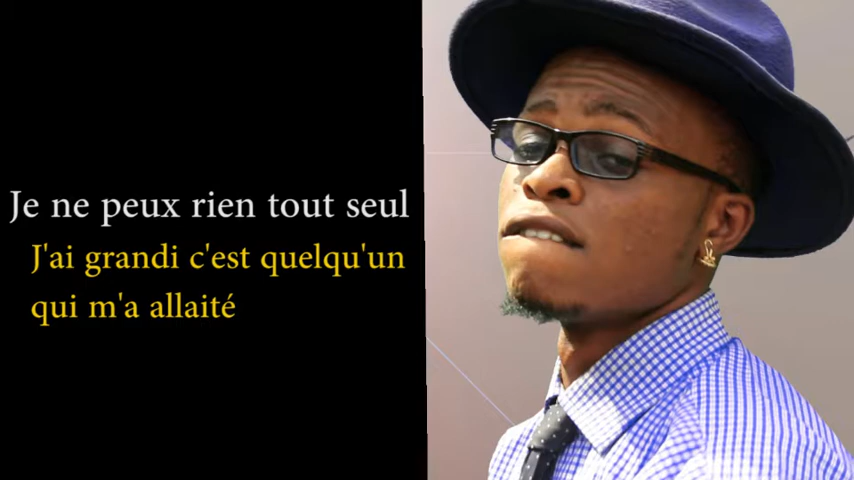 Je ne peux rien tout seul
J'ai grandi c'est quelqu'un
qui m'a allaité